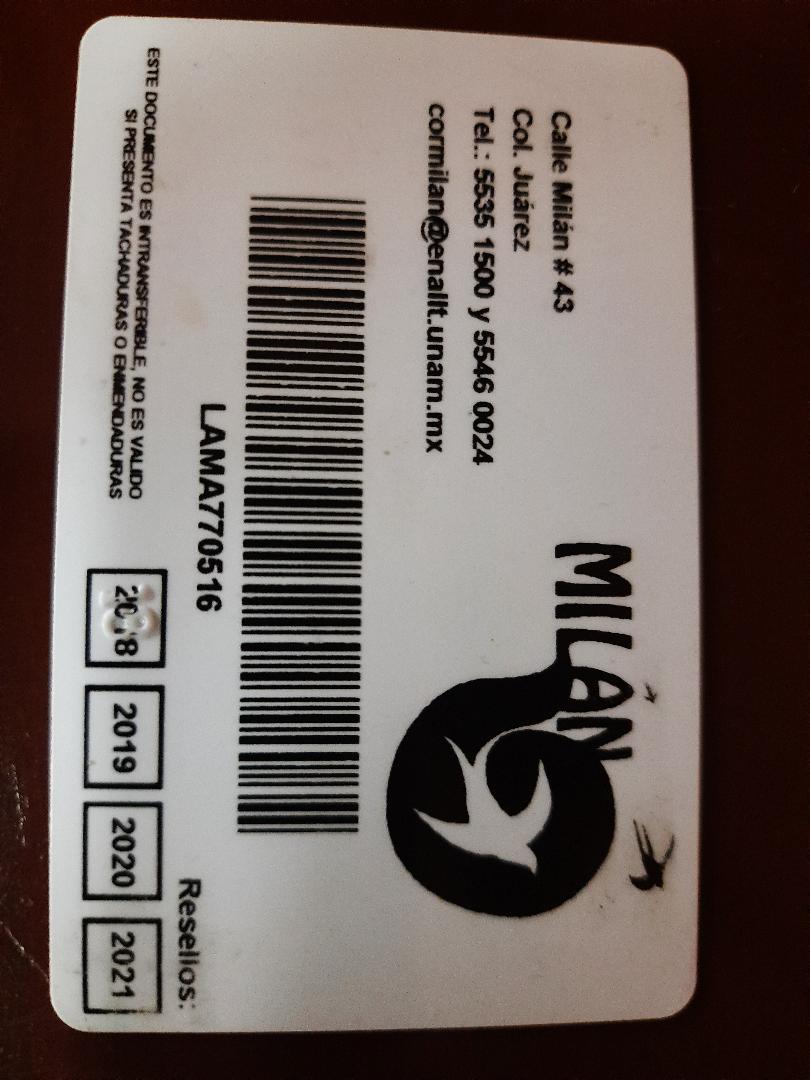 Calle Milán # 43
Col. Juárez
Tel.: 5535 1500 y 5546 0024
cormilan@enallt.unam.mx
MILÁN
LAMA770516
Resellos:
ESTE DOCUMENTO ES INTRANSFERIBLE, NO ES VALIDO
SI PRESENTA TACHADURAS O ENMENDADURAS
2018 2019 2020 2021